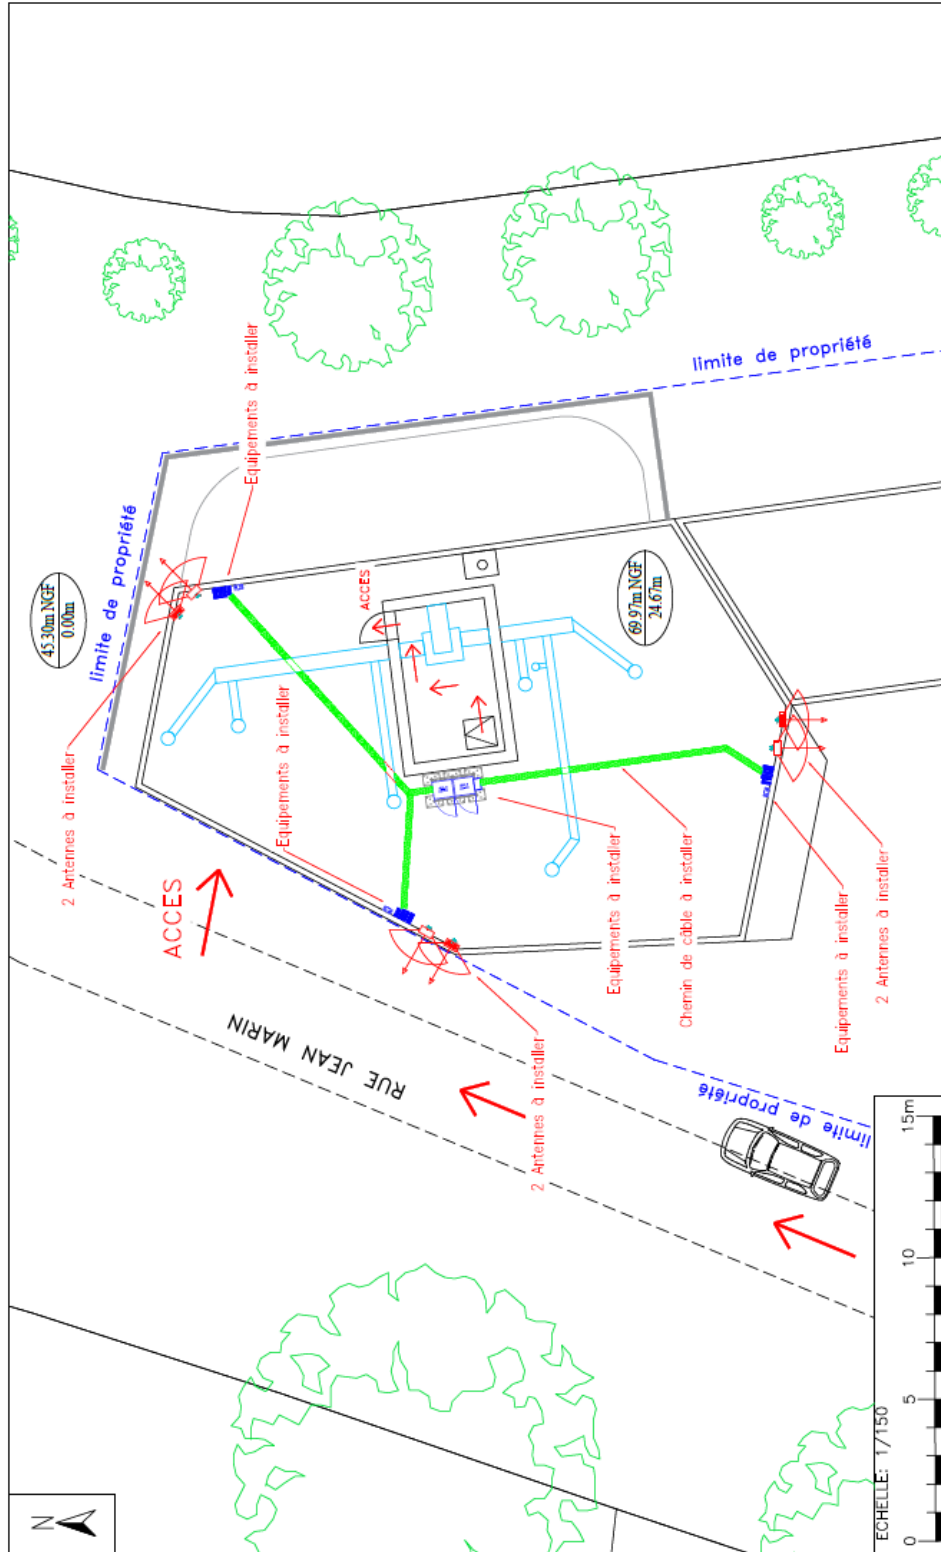 limite de propriété
limite de propriété
limite de propriété
45.30m NGF
0.00m
69.97m NGF
24.67m
Equipements à installer
2 Antennes à installer
ACCES
Equipements à installer
ACCES
Equipements à installer
Chemin de câble à installer
Equipements à installer
2 Antennes à installer
2 Antennes à installer
RUE JEAN MARIN
ECHELLE: 1/150
0 5 10 15m
N